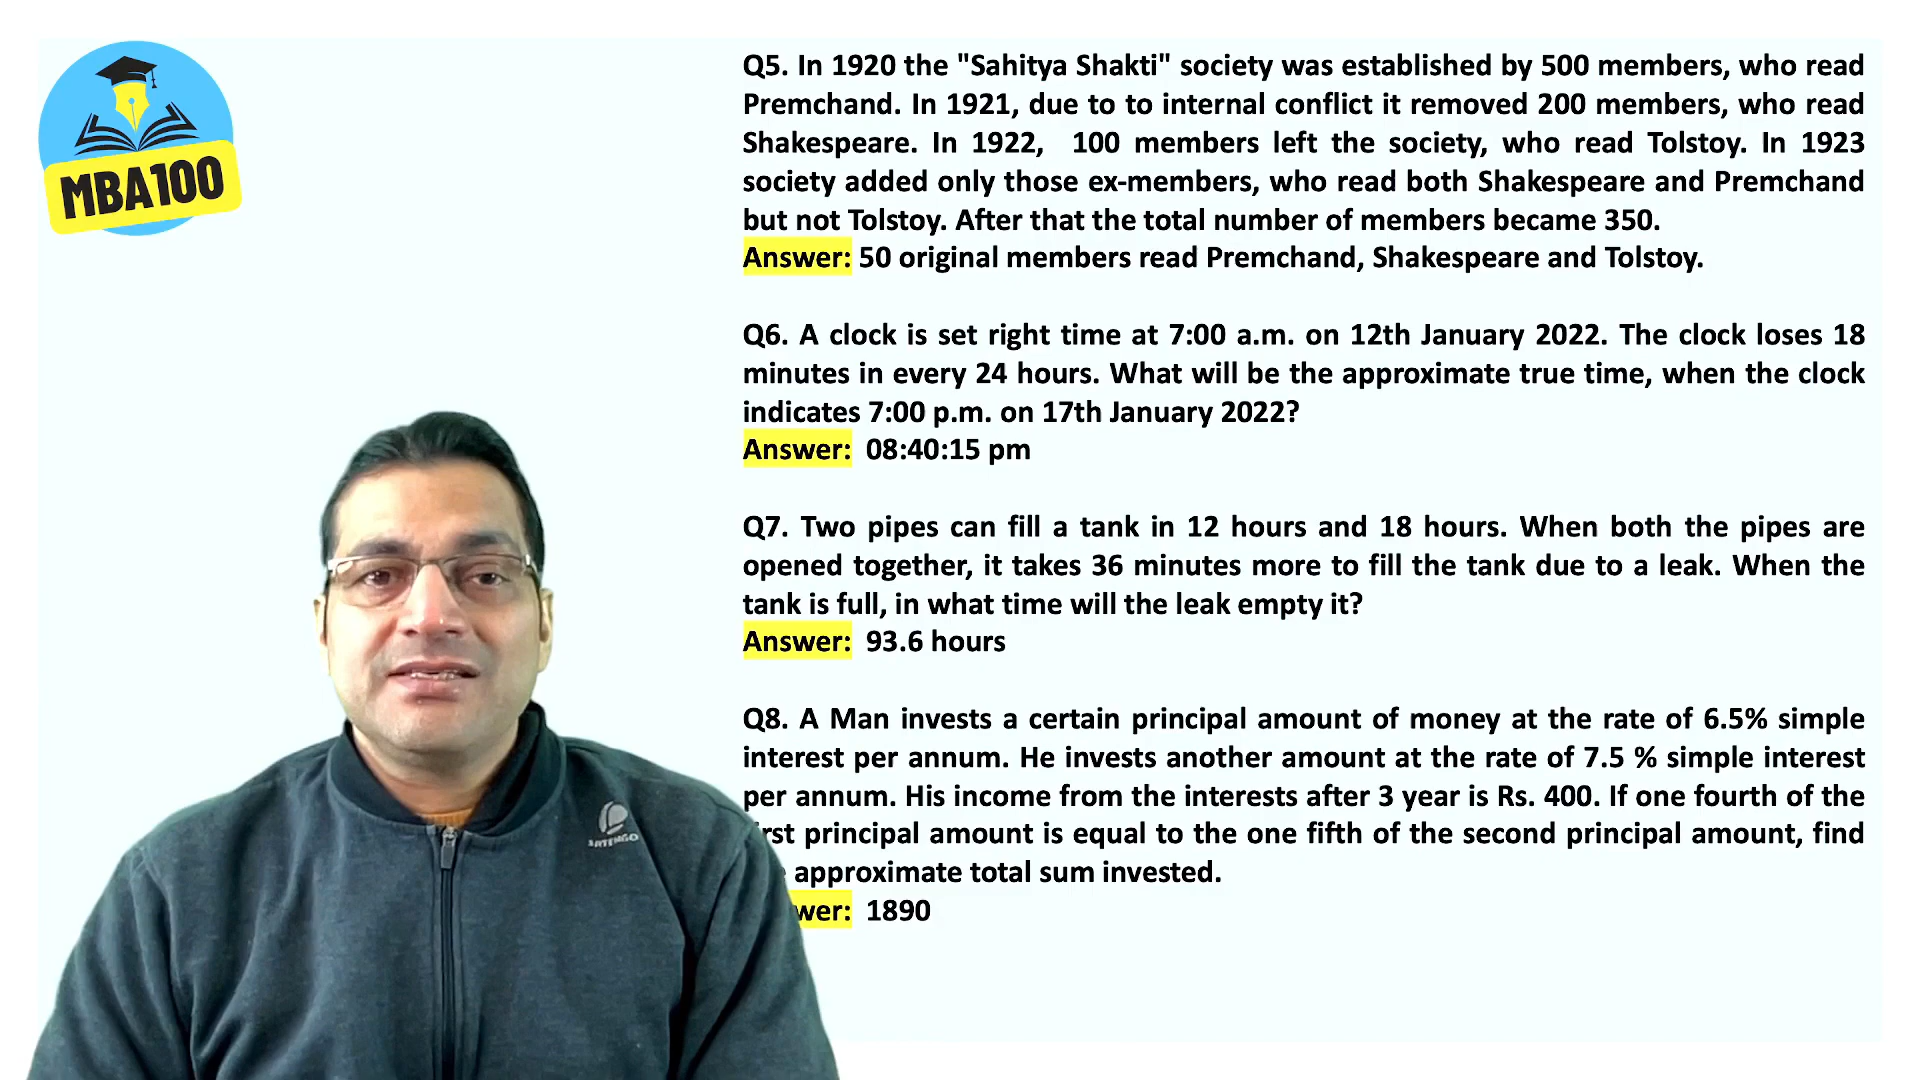 MBA100
Q5. In 1920 the "Sahitya Shakti" society was established by 500 members, who read
Premchand. In 1921, due to to internal conflict it removed 200 members, who read
Shakespeare. In 1922, 100 members left the society, who read Tolstoy. In 1923
society added only those ex-members, who read both Shakespeare and Premchand
but not Tolstoy. After that the total number of members became 350.
Answer: 50 original members read Premchand, Shakespeare and Tolstoy.
Q6. A clock is set right time at 7:00 a.m. on 12th January 2022. The clock loses 18
minutes in every 24 hours. What will be the approximate true time, when the clock
indicates 7:00 p.m. on 17th January 2022?
Answer: 08:40:15 pm
Q7. Two pipes can fill a tank in 12 hours and 18 hours. When both the pipes are
opened together, it takes 36 minutes more to fill the tank due to a leak. When the
tank is full, in what time will the leak empty it?
Answer: 93.6 hours
Q8. A Man invests a certain principal amount of money at the rate of 6.5% simple
interest per annum. He invests another amount at the rate of 7.5 % simple interest
per annum. His income from the interests after 3 year is Rs. 400. If one fourth of the
rst principal amount is equal to the one fifth of the second principal amount, find
approximate total sum invested.
wer: 1890